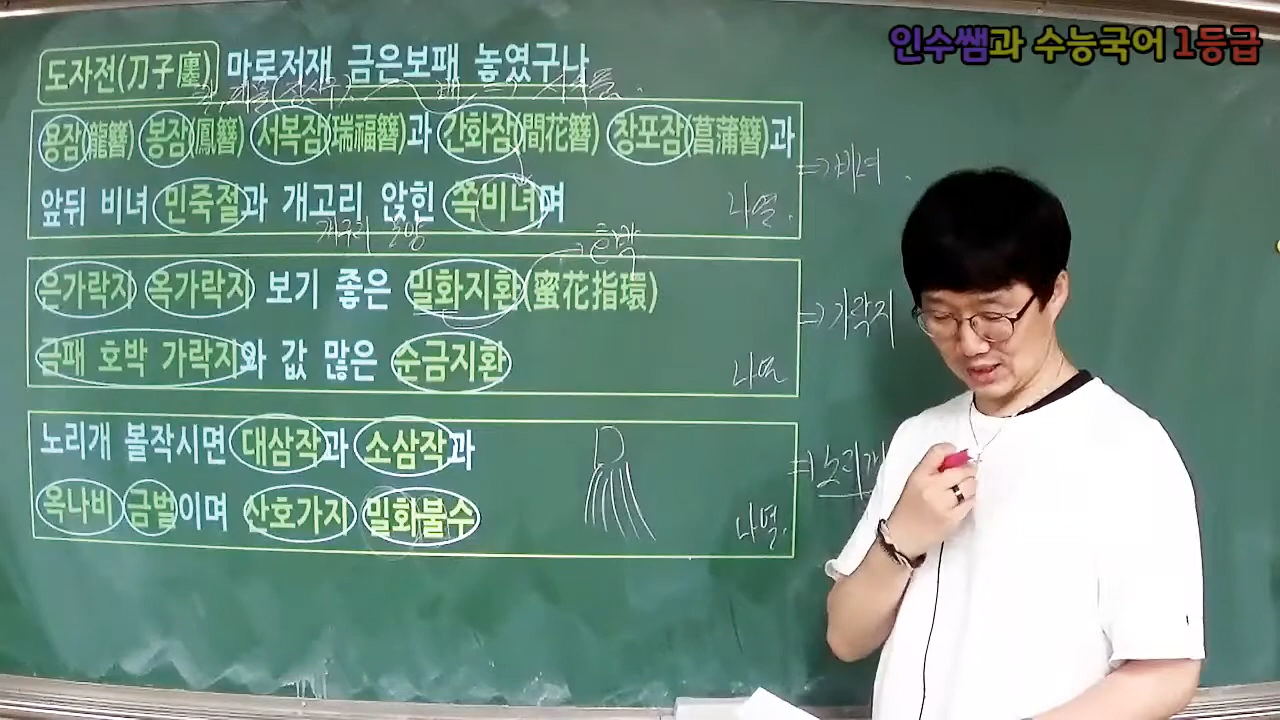 인수쌤과 수능국어 1등급
도자전(刀子廛) 마로저재 금은보패 놓였구나
용잠(龍簪) 봉잠(鳳簪) 서복잠(瑞福簪)과 간화잠(間花簪) 창포잠(菖蒲簪)과
⇒ 비녀
앞뒤 비녀 민죽절과 개고리 앉힌 쪽비녀며
나열.
개구리 모양
은가락지 옥가락지 보기 좋은 밀화지환(蜜花指環)
⇒ 가락지
금패 호박 가락지와 값 많은 순금지환
나열
노리개 볼작시면 대삼작과 소삼작과
⇒ 노리개
옥나비 금벌이며 산호가지 밀화불수
나열.